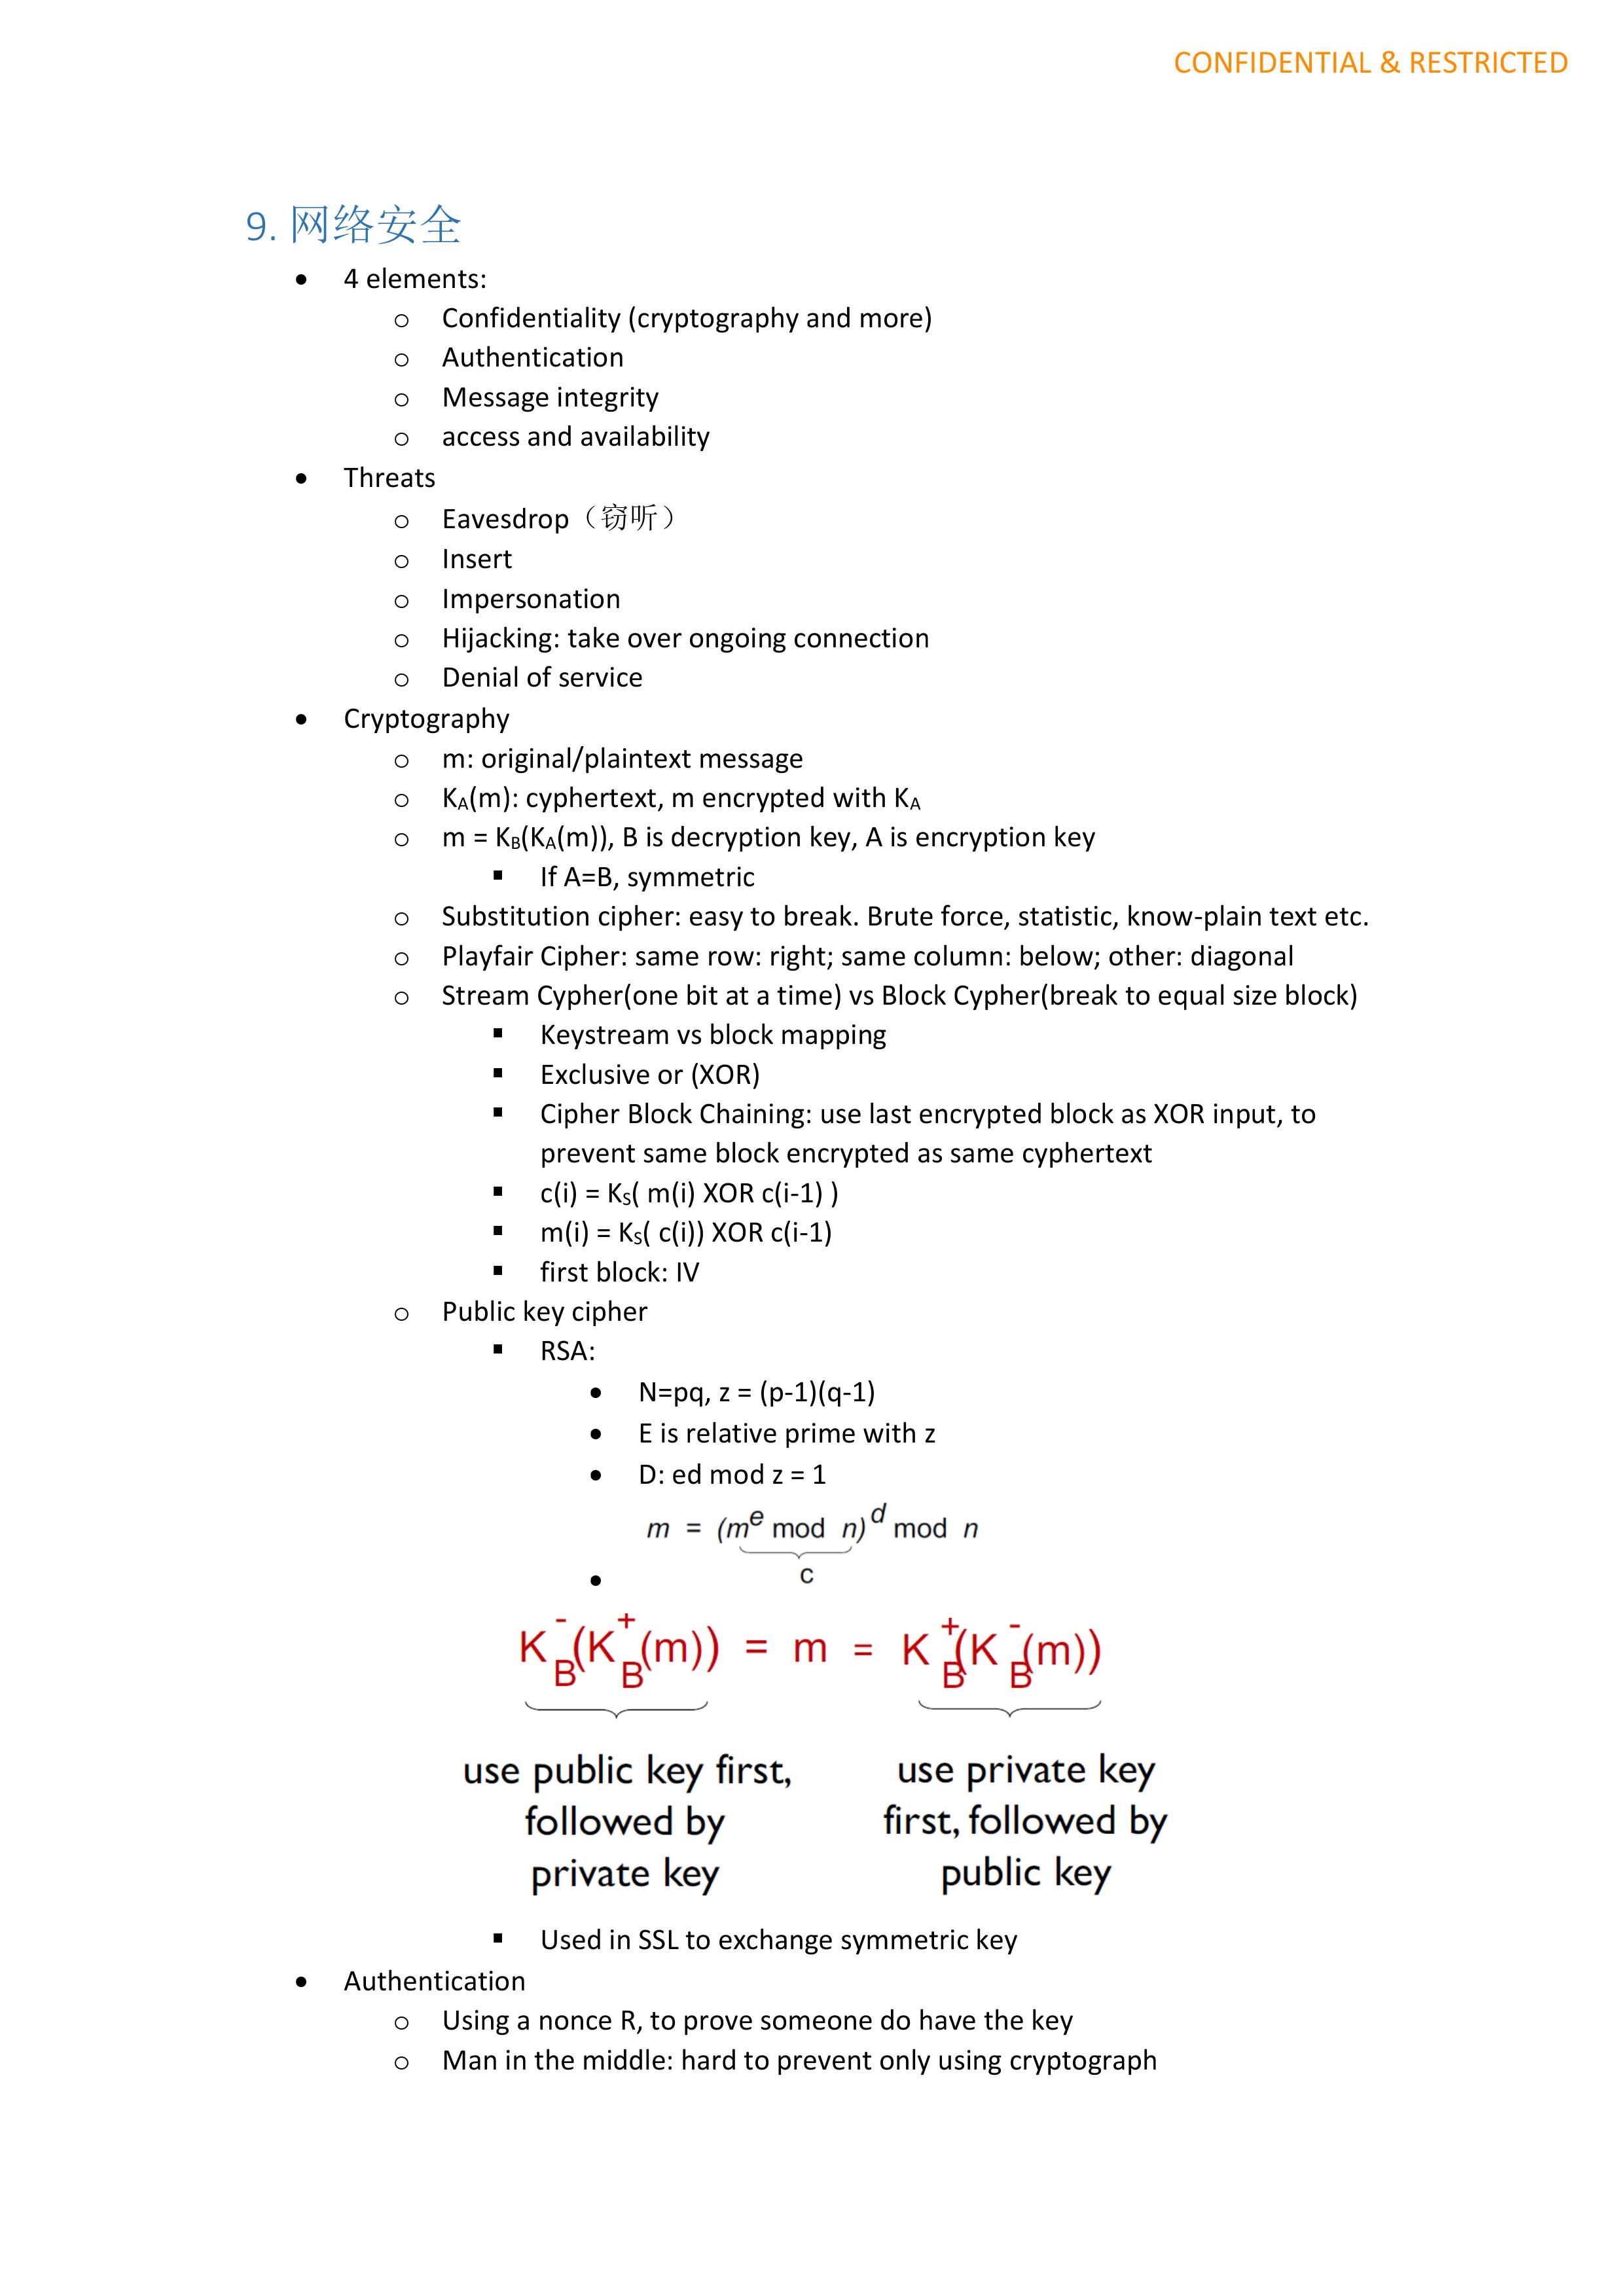 CONFIDENTIAL & RESTRICTED
9. 网络安全
• 4 elements:
o Confidentiality (cryptography and more)
o Authentication
o Message integrity
o access and availability
• Threats
o Eavesdrop（窃听）
o Insert
o Impersonation
o Hijacking: take over ongoing connection
o Denial of service
• Cryptography
o m: original/plaintext message
o K_A(m): cyphertext, m encrypted with K_A
o m = K_B(K_A(m)), B is decryption key, A is encryption key
▪ If A=B, symmetric
o Substitution cipher: easy to break. Brute force, statistic, know-plain text etc.
o Playfair Cipher: same row: right; same column: below; other: diagonal
o Stream Cypher(one bit at a time) vs Block Cypher(break to equal size block)
▪ Keystream vs block mapping
▪ Exclusive or (XOR)
▪ Cipher Block Chaining: use last encrypted block as XOR input, to
prevent same block encrypted as same cyphertext
▪ c(i) = K_S( m(i) XOR c(i-1) )
▪ m(i) = K_S( c(i)) XOR c(i-1)
▪ first block: IV
o Public key cipher
▪ RSA:
• N=pq, z = (p-1)(q-1)
• E is relative prime with z
• D: ed mod z = 1
m = (m^e mod n)^d mod n
• c
K_B^-(K_B^+(m)) = m = K_B^+(K_B^-(m))
use public key first, use private key
followed by first, followed by
private key public key
▪ Used in SSL to exchange symmetric key
• Authentication
o Using a nonce R, to prove someone do have the key
o Man in the middle: hard to prevent only using cryptograph